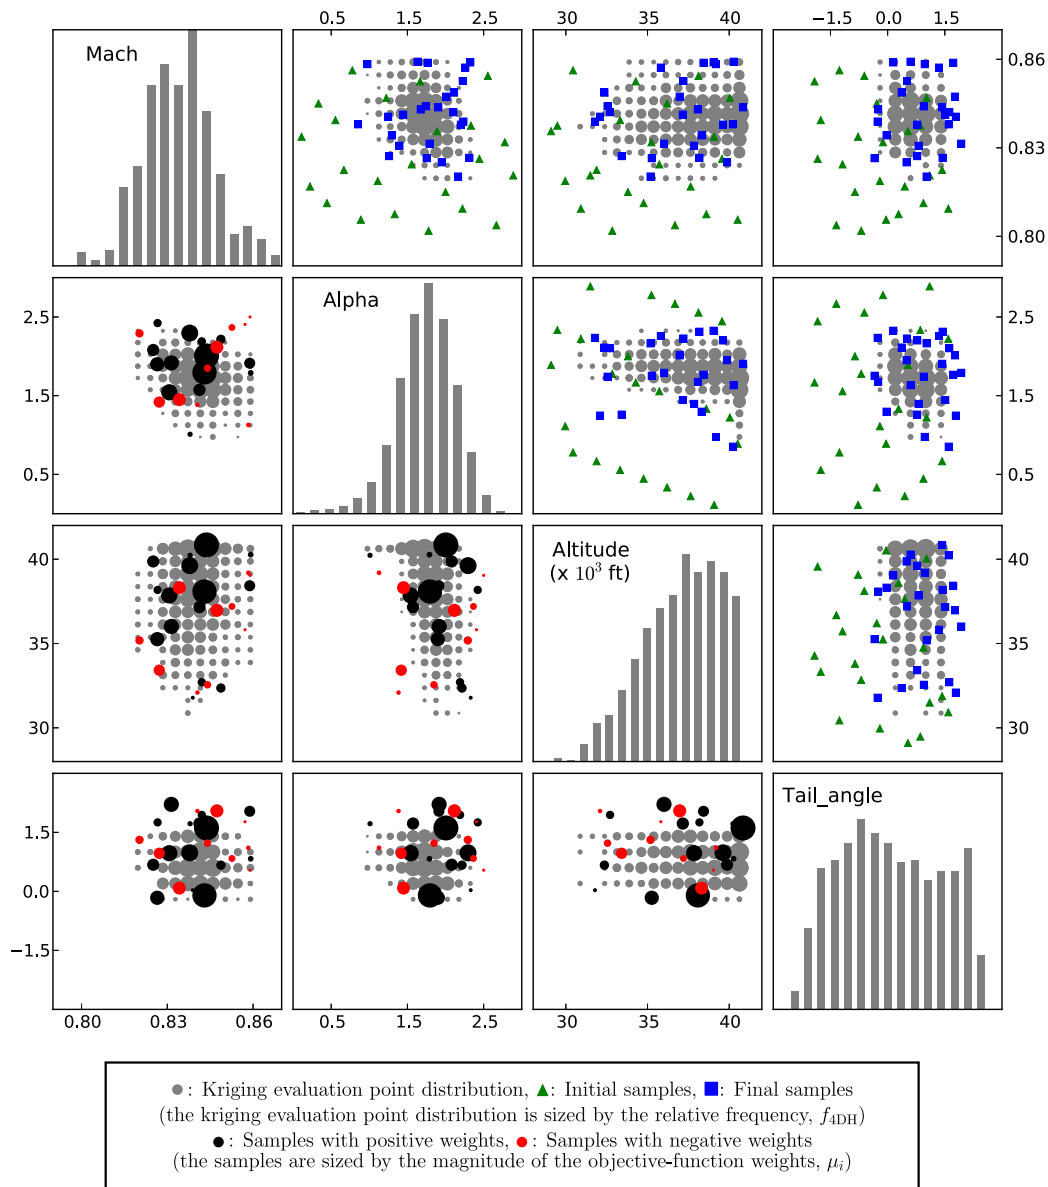 0.5 1.5 2.5 30 35 40 −1.5 0.0 1.5
Mach
0.86
0.83
0.80
Alpha
2.5
1.5
0.5
2.5
1.5
0.5
Altitude
(x 10³ ft)
40
35
30
40
35
30
Tail_angle
1.5
0.0
−1.5
0.80 0.83 0.86 0.5 1.5 2.5 30 35 40
: Kriging evaluation point distribution, : Initial samples, : Final samples
(the kriging evaluation point distribution is sized by the relative frequency, f4DH)
: Samples with positive weights, : Samples with negative weights
(the samples are sized by the magnitude of the objective-function weights, μi)